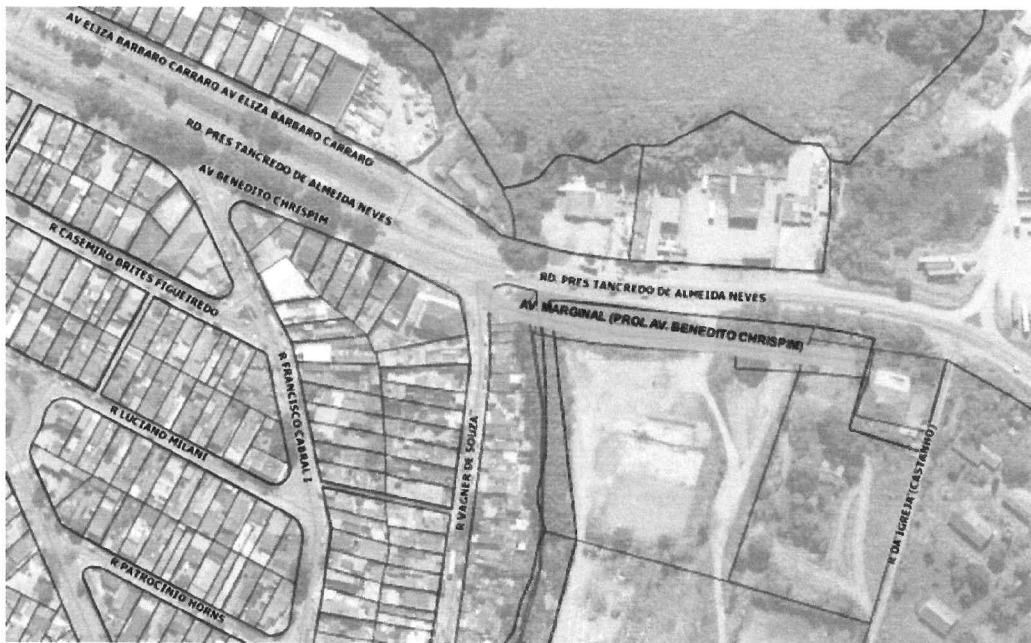 AV ELIZA BARBARO CARRARO AV ELIZA BARBARO CARRARO
RD. PRES TANCREDO DE ALMEIDA NEVES
AV BENEDITO CHRISPIM
R CASEMIRO BRITES FIGUEIREDO
RD. PRES TANCREDO DE ALMEIDA NEVES
AV. MARGINAL (PROL. AV. BENEDITO CHRISPIM)
R FRANCISCO CABRAL I
R LUCIANO MILANI
R VAGNER DE SOUZA
R DA IGREJA (CASTANHO)
R PATROCINIO HORNS